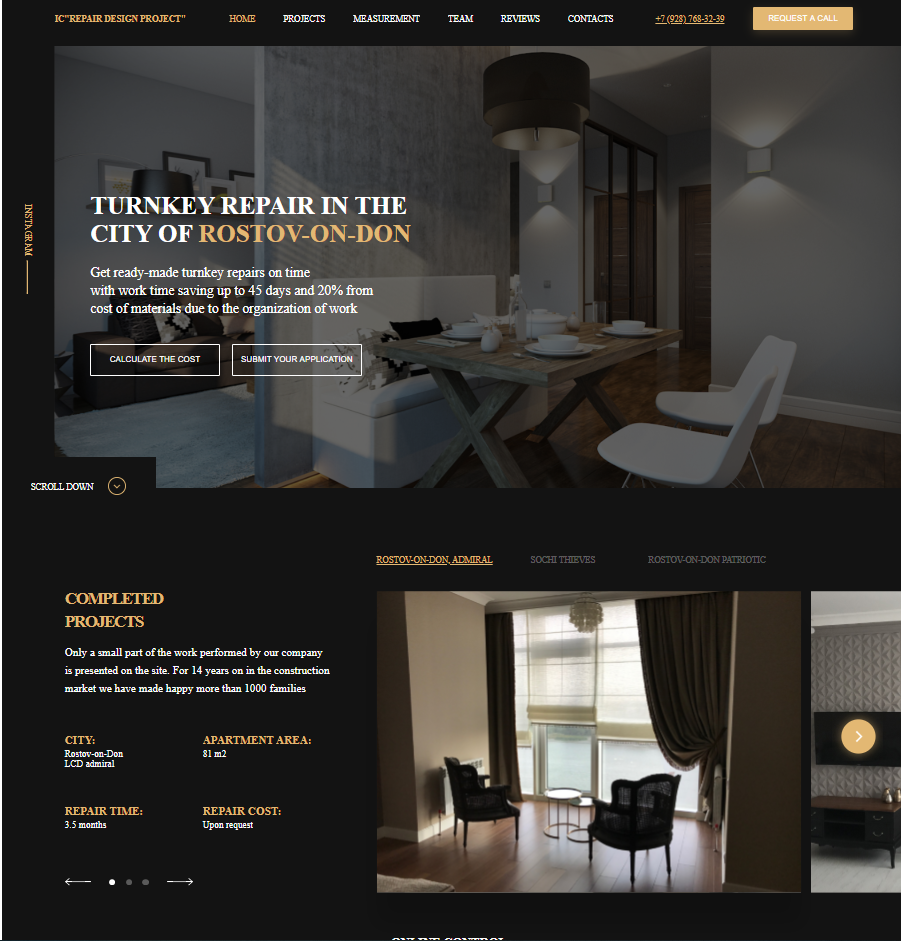 IC"REPAIR DESIGN PROJECT"
HOME
PROJECTS
MEASUREMENT
TEAM
REVIEWS
CONTACTS
+7 (928) 768-32-39
REQUEST A CALL
INSTAGRAM
TURNKEY REPAIR IN THE
CITY OF ROSTOV-ON-DON
Get ready-made turnkey repairs on time
with work time saving up to 45 days and 20% from
cost of materials due to the organization of work
CALCULATE THE COST
SUBMIT YOUR APPLICATION
SCROLL DOWN
ROSTOV-ON-DON, ADMIRAL
SOCHI THIEVES
ROSTOV-ON-DON PATRIOTIC
COMPLETED
PROJECTS
Only a small part of the work performed by our company
is presented on the site. For 14 years on in the construction
market we have made happy more than 1000 families
CITY:
Rostov-on-Don
LCD admiral
APARTMENT AREA:
81 m2
REPAIR TIME:
3.5 months
REPAIR COST:
Upon request
ONLINE CONTROL